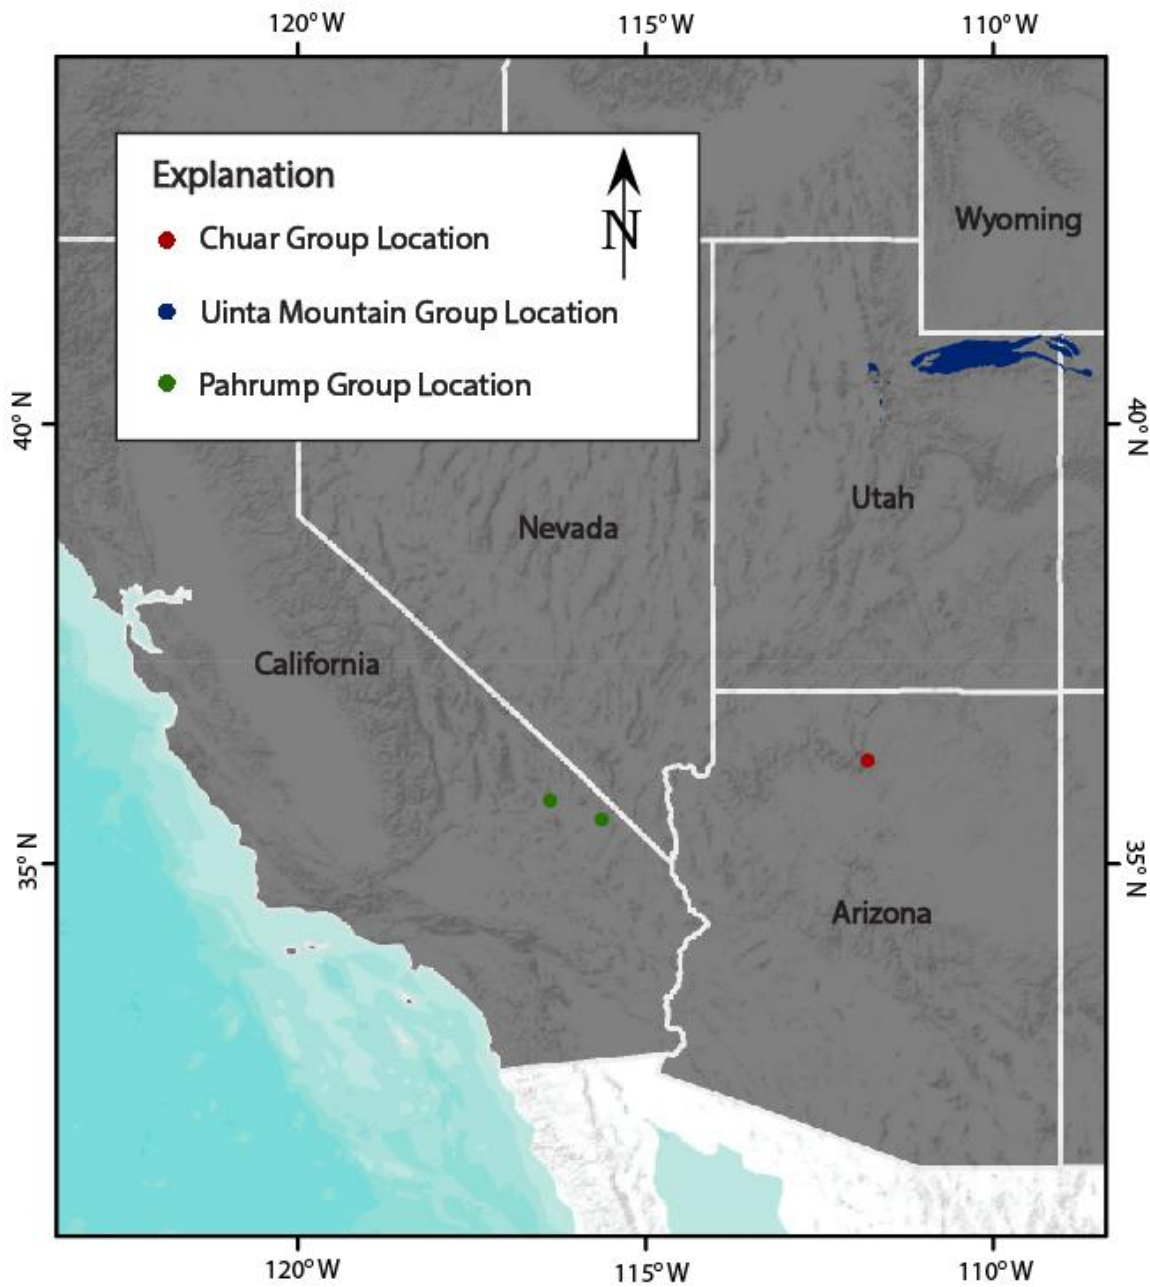 120° W
115° W
110° W
Explanation
N
Chuar Group Location
Uinta Mountain Group Location
Pahrump Group Location
Wyoming
40° N
40° N
Utah
Nevada
California
35° N
35° N
Arizona
120° W
115° W
110° W